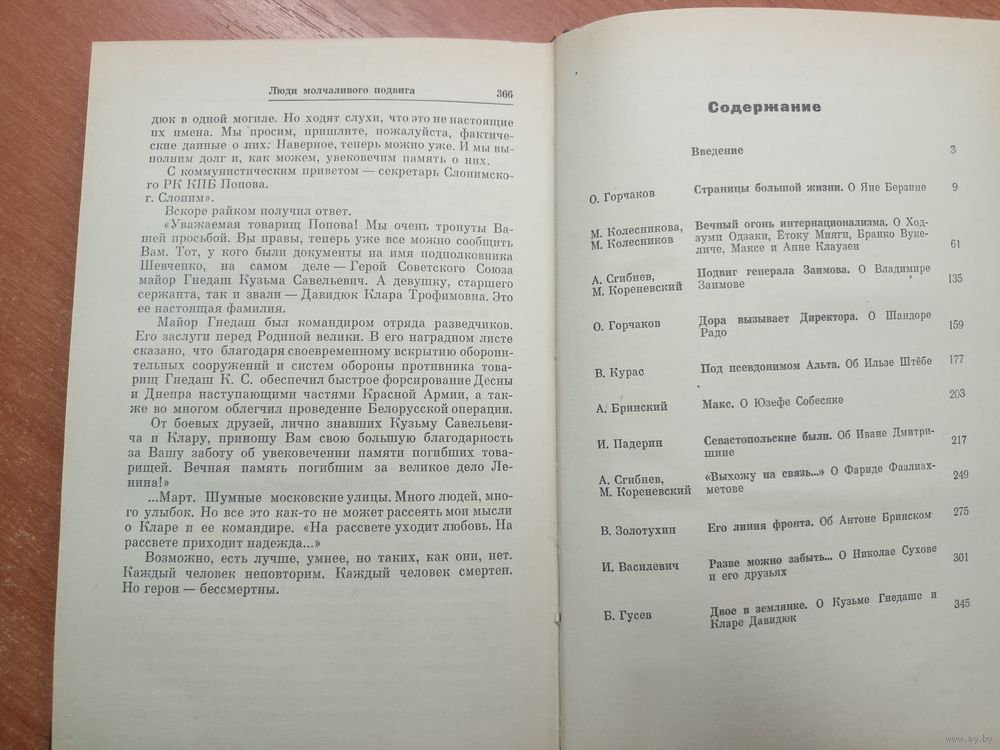 Люди молчаливого подвига 366
дюк в одной могиле. Но ходят слухи, что это не настоящие
их имена. Мы просим, пришлите, пожалуйста, фактиче-
ские данные о них: Наверное, теперь можно уже. И мы вы-
полним долг и, как можем, увековечим память о них.
С коммунистическим приветом — секретарь Слонимско-
го РК КПБ Попова.
г. Слоним».
Вскоре райком получил ответ.
«Уважаемая товарищ Попова! Мы очень тронуты Ва-
шей просьбой. Вы правы, теперь уже все можно сообщить
Вам. Тот, у кого были документы на имя подполковника
Шевченко, на самом деле — Герой Советского Союза
майор Гнедаш Кузьма Савельевич. А девушку, старшего
сержанта, так и звали — Давидюк Клара Трофимовна. Это
ее настоящая фамилия.
Майор Гнедаш был командиром отряда разведчиков.
Его заслуги перед Родиной велики. В его наградном листе
сказано, что благодаря своевременному вскрытию оборони-
тельных сооружений и систем обороны противника това-
рищ Гнедаш К. С. обеспечил быстрое форсирование Десны
и Днепра наступающими частями Красной Армии, а так-
же во многом облегчил проведение Белорусской операции.
От боевых друзей, лично знавших Кузьму Савельеви-
ча и Клару, приношу Вам свою большую благодарность
за Вашу заботу об увековечении памяти погибших това-
рищей. Вечная память погибшим за великое дело Ле-
нина!»
...Март. Шумные московские улицы. Много людей, мно-
го улыбок. Но все это как-то не может рассеять мои мысли
о Кларе и ее командире. «На рассвете уходит любовь. На
рассвете приходит надежда...»
Возможно, есть лучше, умнее, но таких, как они, нет.
Каждый человек неповторим. Каждый человек смертен.
Но герои — бессмертны.
Содержание
Введение 3
О. Горчаков Страницы большой жизни. О Яне Берзине 9
М. Колесникова, Вечный огонь интернационализма. О Ход-
М. Колесников зуми Одзаки, Ётоку Мияги, Бранко Вуке-
личе, Максе и Анне Клаузен 61
А. Сгибнев, Подвиг генерала Заимова. О Владимире
М. Кореневский Заимове 135
О. Горчаков Дора вызывает Директора. О Шандоре
Радо 159
В. Курас Под псевдонимом Альта. Об Ильзе Штёбе 177
А. Бринский Макс. О Юзефе Собесяке 203
И. Падерин Севастопольские были. Об Иване Дмитри-
шине 217
А. Сгибнев, «Выхожу на связь...» О Фариде Фазлиах-
М. Кореневский метове 249
В. Золотухин Его линия фронта. Об Антоне Бринском 275
И. Василевич Разве можно забыть... О Николае Сухове
и его друзьях 301
Б. Гусев Двое в землянке. О Кузьме Гнедаше и
Кларе Давидюк 345
www.ay.by